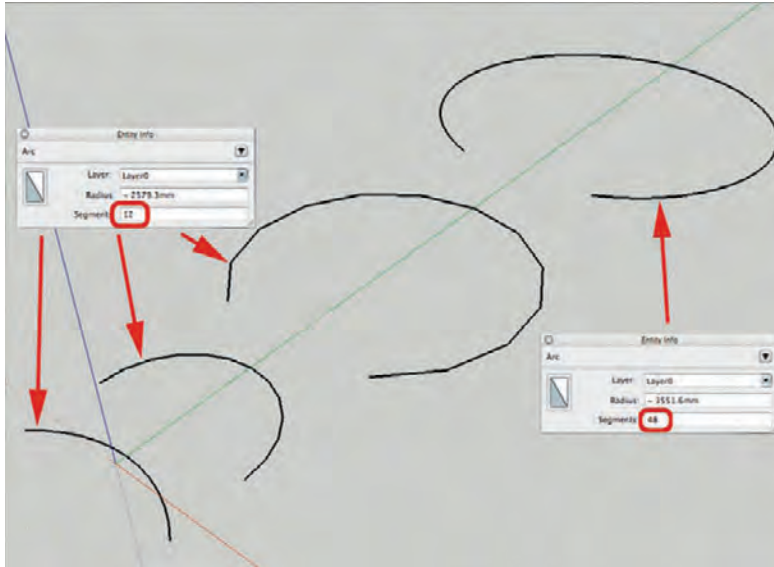 Entity Info
Arc
Layer: Layer0
Radius: ~ 2579.3mm
Segment: 12
Entity Info
Arc
Layer: Layer0
Radius: ~ 3551.6mm
Segments: 48